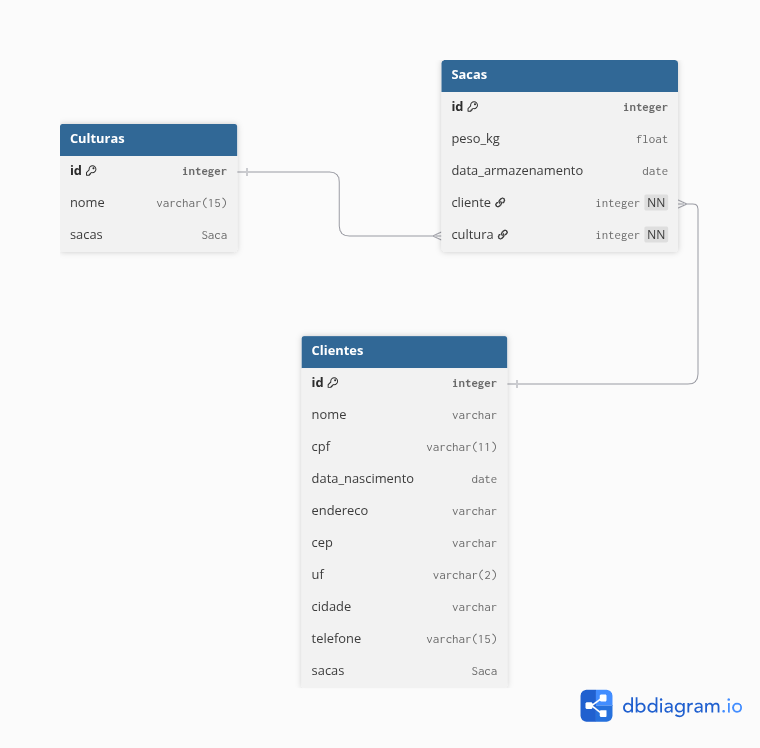 Sacas
id integer
peso_kg float
data_armazenamento date
cliente integer NN
cultura integer NN
Culturas
id integer
nome varchar(15)
sacas Saca
Clientes
id integer
nome varchar
cpf varchar(11)
data_nascimento date
endereco varchar
cep varchar
uf varchar(2)
cidade varchar
telefone varchar(15)
sacas Saca
dbdiagram.io